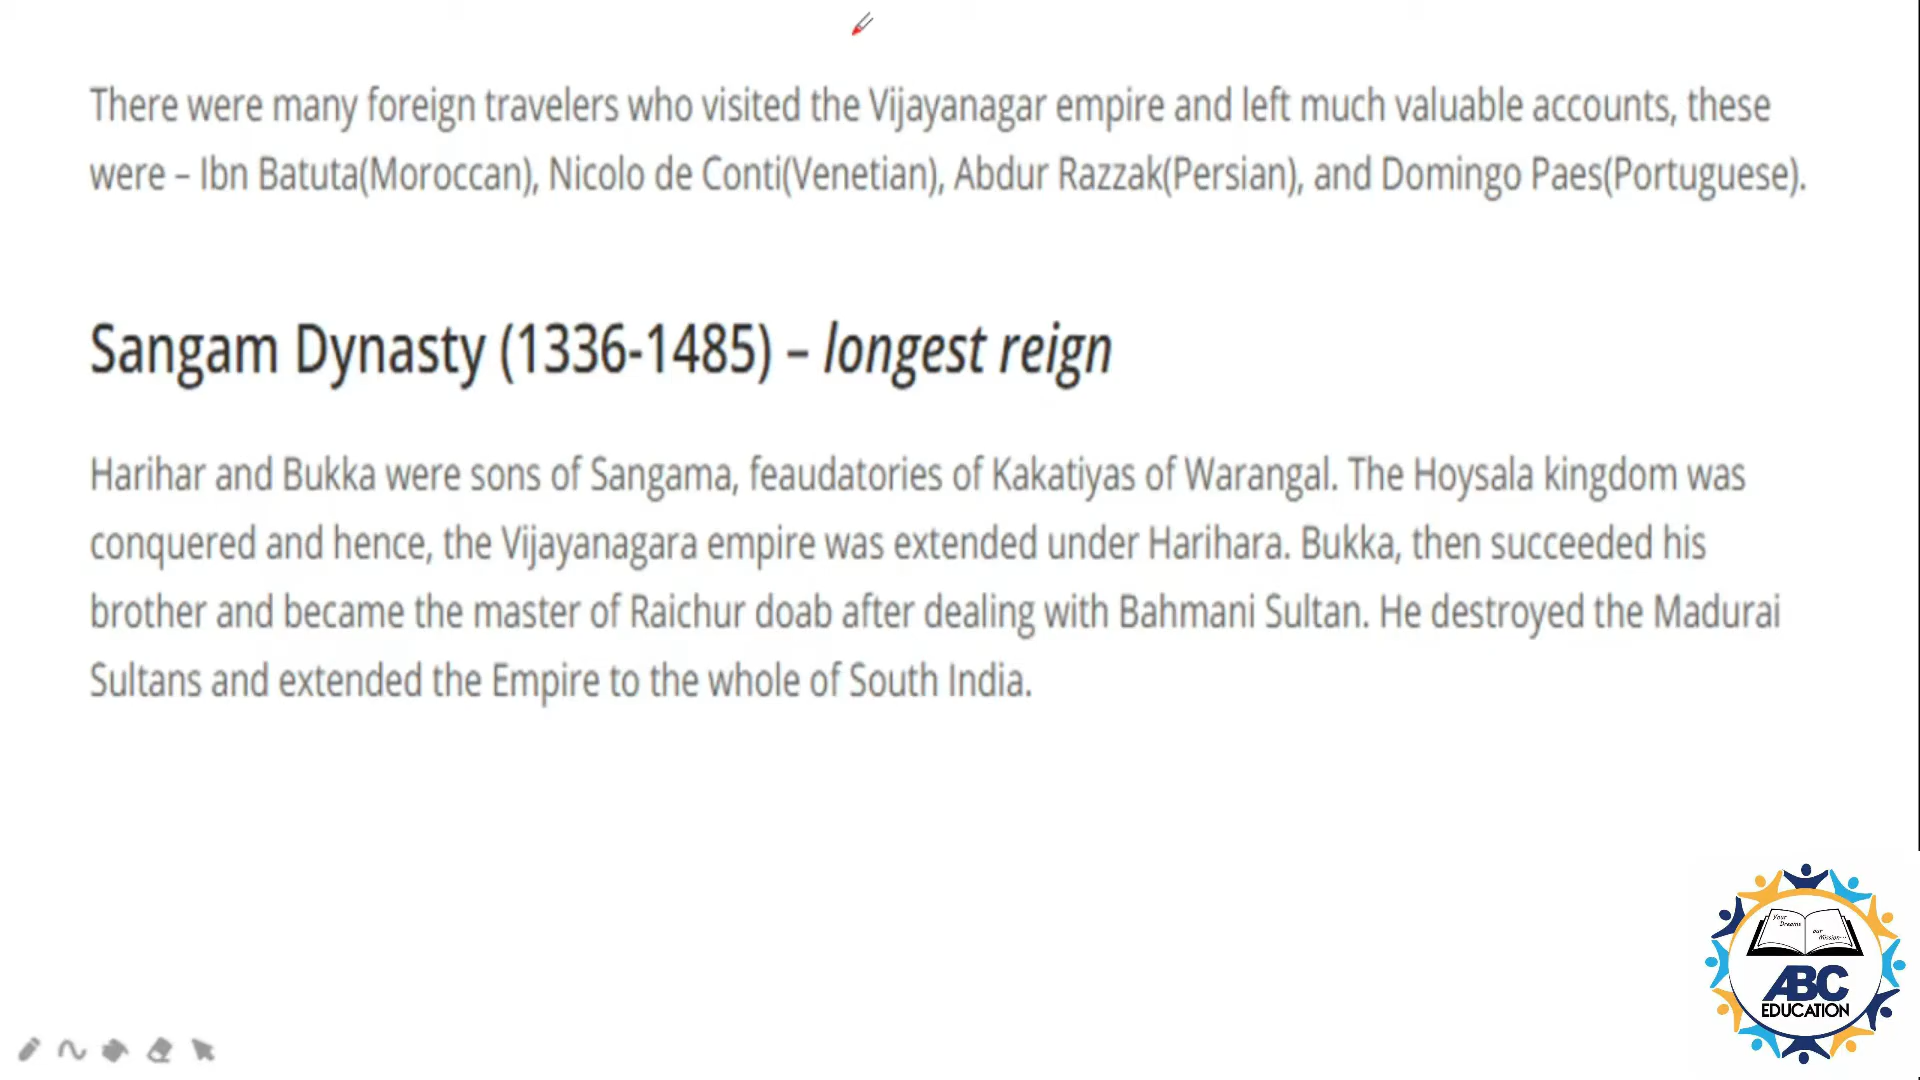 There were many foreign travelers who visited the Vijayanagar empire and left much valuable accounts, these
were – Ibn Batuta(Moroccan), Nicolo de Conti(Venetian), Abdur Razzak(Persian), and Domingo Paes(Portuguese).
Sangam Dynasty (1336-1485) – longest reign
Harihar and Bukka were sons of Sangama, feaudatories of Kakatiyas of Warangal. The Hoysala kingdom was
conquered and hence, the Vijayanagara empire was extended under Harihara. Bukka, then succeeded his
brother and became the master of Raichur doab after dealing with Bahmani Sultan. He destroyed the Madurai
Sultans and extended the Empire to the whole of South India.
Your
Dreams
our
Mission...
ABC
EDUCATION